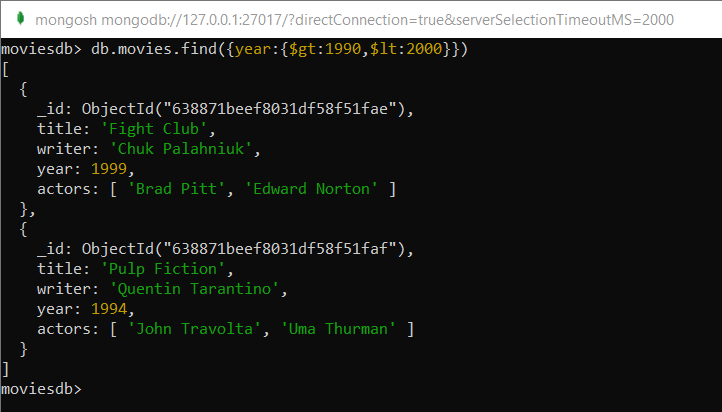 mongosh mongodb://127.0.0.1:27017/?directConnection=true&serverSelectionTimeoutMS=2000
moviesdb> db.movies.find({year:{$gt:1990,$lt:2000}})
[
  {
    _id: ObjectId("638871beef8031df58f51fae"),
    title: 'Fight Club',
    writer: 'Chuk Palahniuk',
    year: 1999,
    actors: [ 'Brad Pitt', 'Edward Norton' ]
  },
  {
    _id: ObjectId("638871beef8031df58f51faf"),
    title: 'Pulp Fiction',
    writer: 'Quentin Tarantino',
    year: 1994,
    actors: [ 'John Travolta', 'Uma Thurman' ]
  }
]
moviesdb>